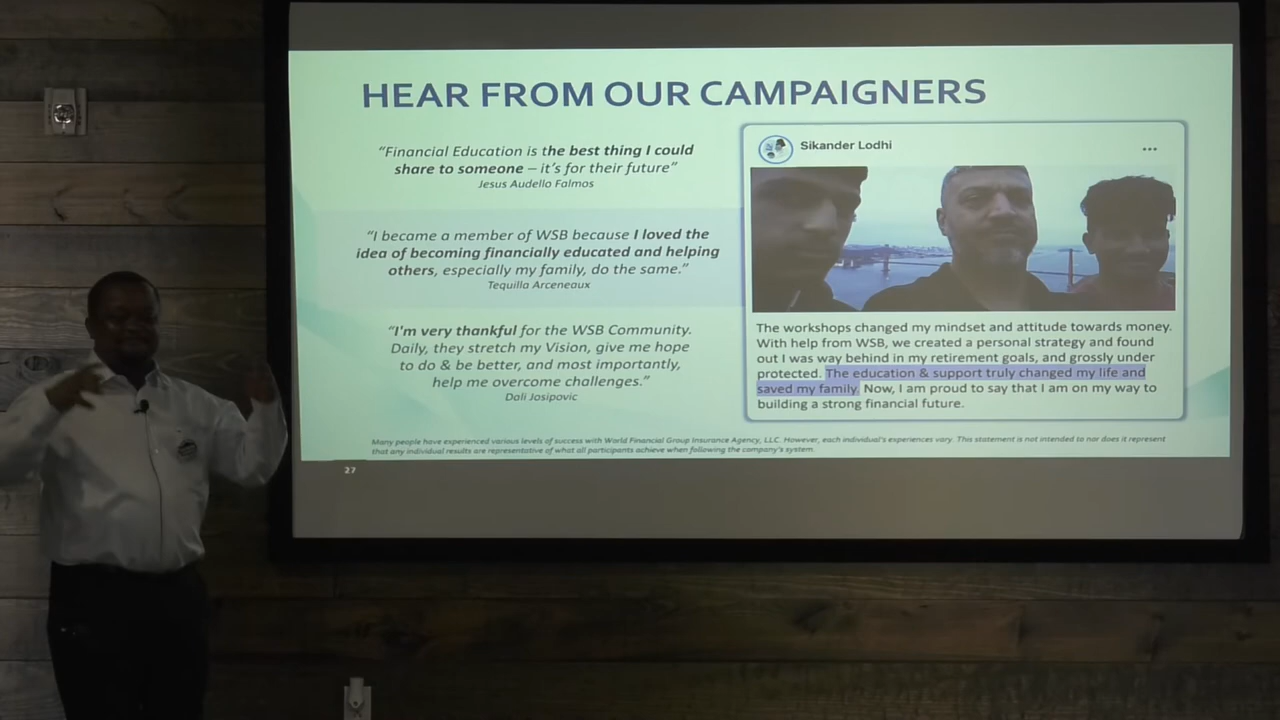 HEAR FROM OUR CAMPAIGNERS
“Financial Education is the best thing I could
share to someone – it’s for their future”
Jesus Audello Falmos
“I became a member of WSB because I loved the
idea of becoming financially educated and helping
others, especially my family, do the same.”
Tequilla Arceneaux
“I'm very thankful for the WSB Community.
Daily, they stretch my Vision, give me hope
to do & be better, and most importantly,
help me overcome challenges.”
Dali Josipovic
Sikander Lodhi
The workshops changed my mindset and attitude towards money.
With help from WSB, we created a personal strategy and found
out I was way behind in my retirement goals, and grossly under
protected. The education & support truly changed my life and
saved my family. Now, I am proud to say that I am on my way to
building a strong financial future.
Many people have experienced various levels of success with World Financial Group Insurance Agency, LLC. However, each individual's experiences vary. This statement is not intended to nor does it represent
that any individual results are representative of what all participants achieve when following the company's system.
27